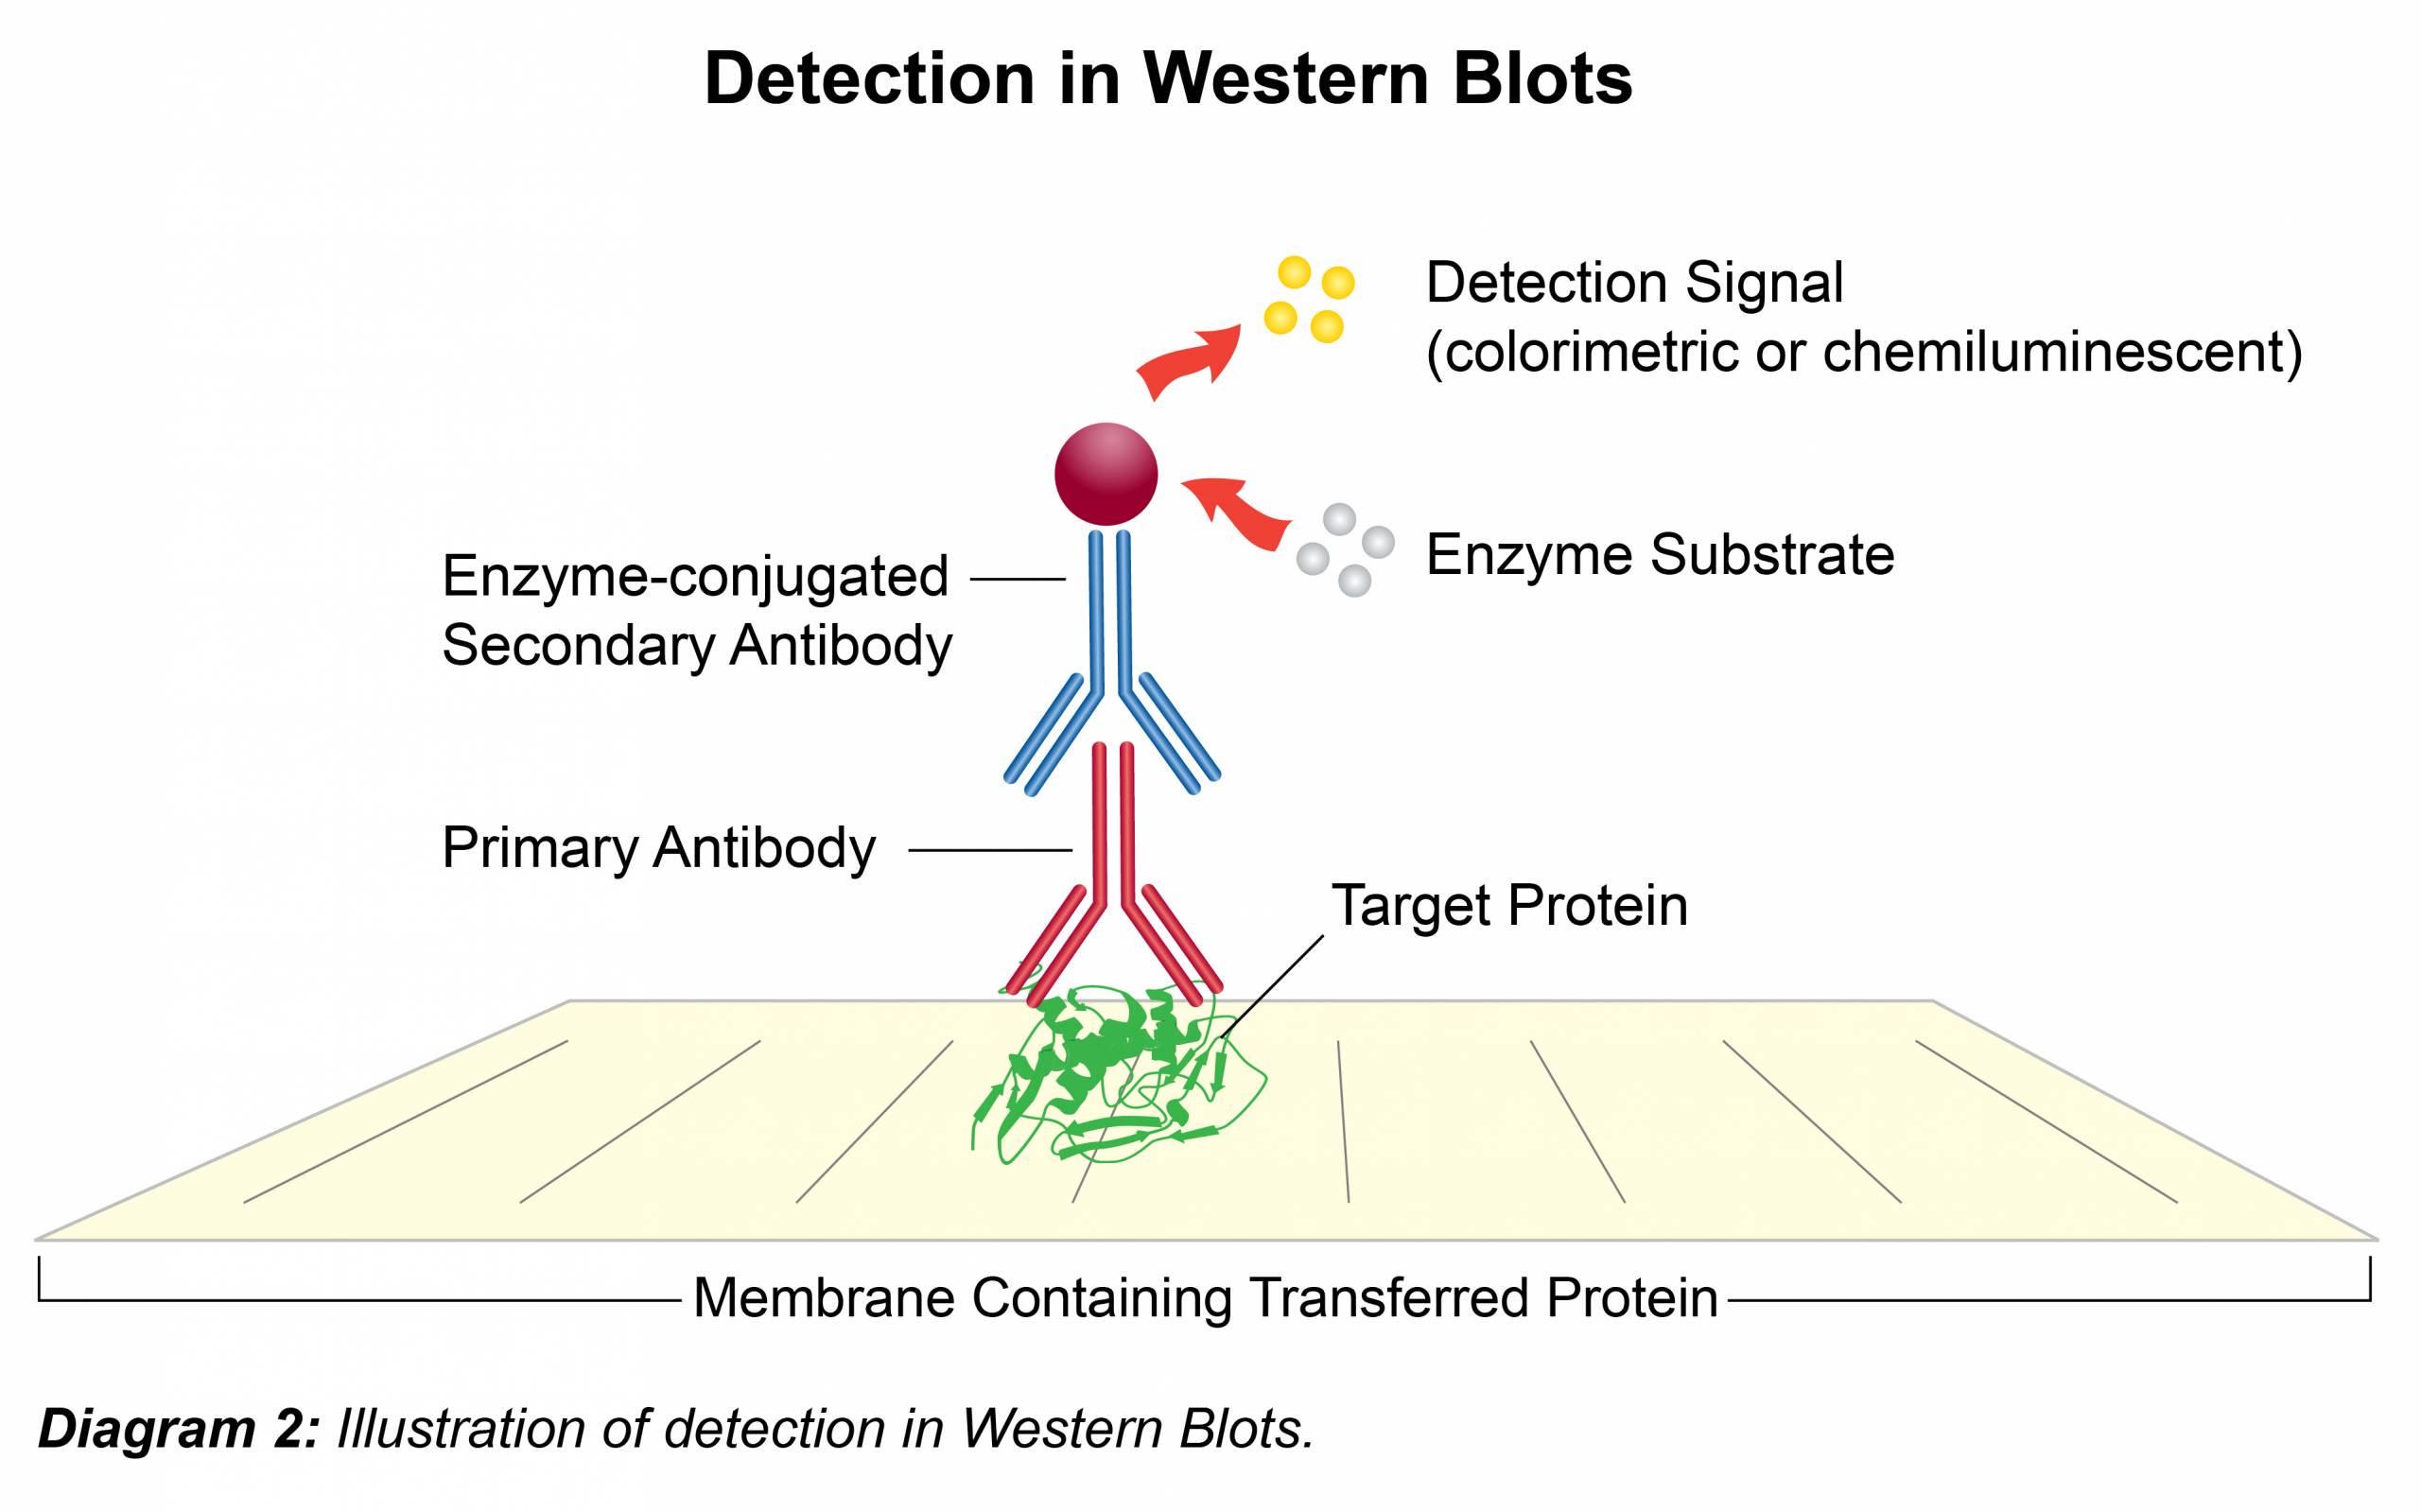 Detection in Western Blots
Detection Signal
(colorimetric or chemiluminescent)
Enzyme Substrate
Enzyme-conjugated
Secondary Antibody
Primary Antibody
Target Protein
Membrane Containing Transferred Protein
Diagram 2: Illustration of detection in Western Blots.